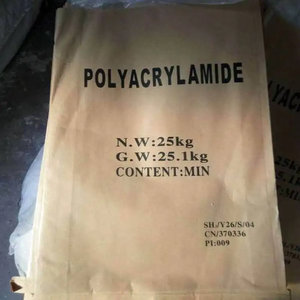 POLYACRYLAMIDE
N.W:25kg
G.W:25.1kg
CONTENT:MIN
SH./Y26/S/04
CN/370336
PI:009